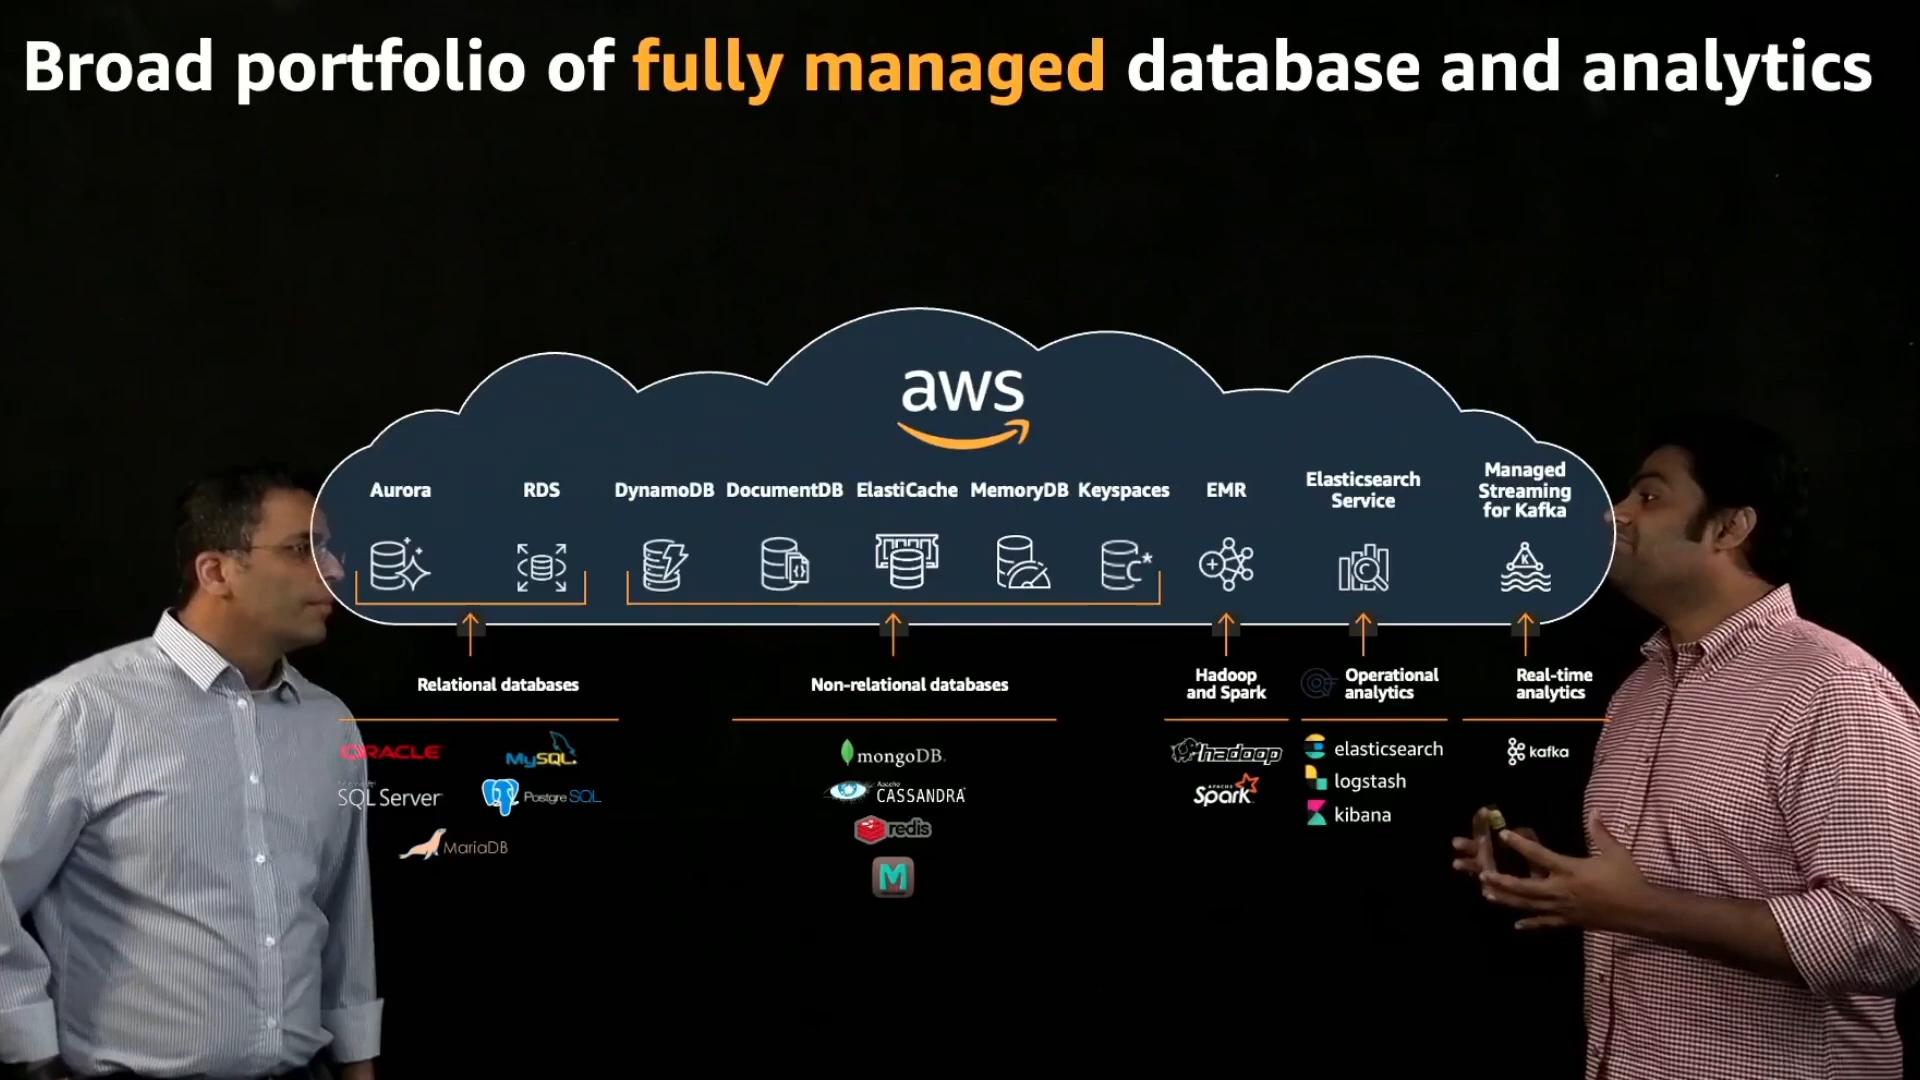 Broad portfolio of fully managed database and analytics
aws
Aurora
RDS
DynamoDB
DocumentDB
ElastiCache
MemoryDB
Keyspaces
EMR
Elasticsearch
Service
Managed
Streaming
for Kafka
Relational databases
Non-relational databases
Hadoop
and Spark
Operational
analytics
Real-time
analytics
ORACLE
MySQL
SQL Server
PostgreSQL
MariaDB
mongoDB
APACHE
CASSANDRA
redis
M
hadoop
APACHE
Spark
elasticsearch
logstash
kibana
kafka